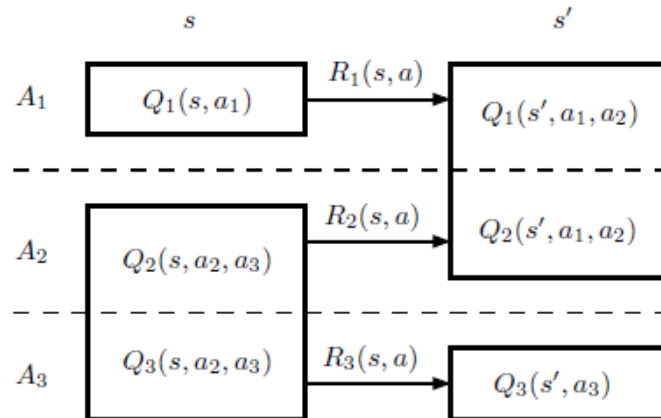 s s′
A₁ Q₁(s, a₁) R₁(s, a) Q₁(s′, a₁, a₂)
A₂ Q₂(s, a₂, a₃) R₂(s, a) Q₂(s′, a₁, a₂)
A₃ Q₃(s, a₂, a₃) R₃(s, a) Q₃(s′, a₃)